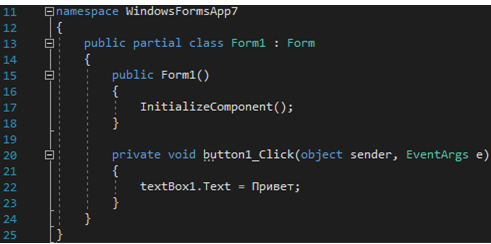 11 namespace WindowsFormsApp7
12 {
13 public partial class Form1 : Form
14 {
15 public Form1()
16 {
17 InitializeComponent();
18 }
19
20 private void button1_Click(object sender, EventArgs e)
21 {
22 textBox1.Text = Привет;
23 }
24 }
25 }